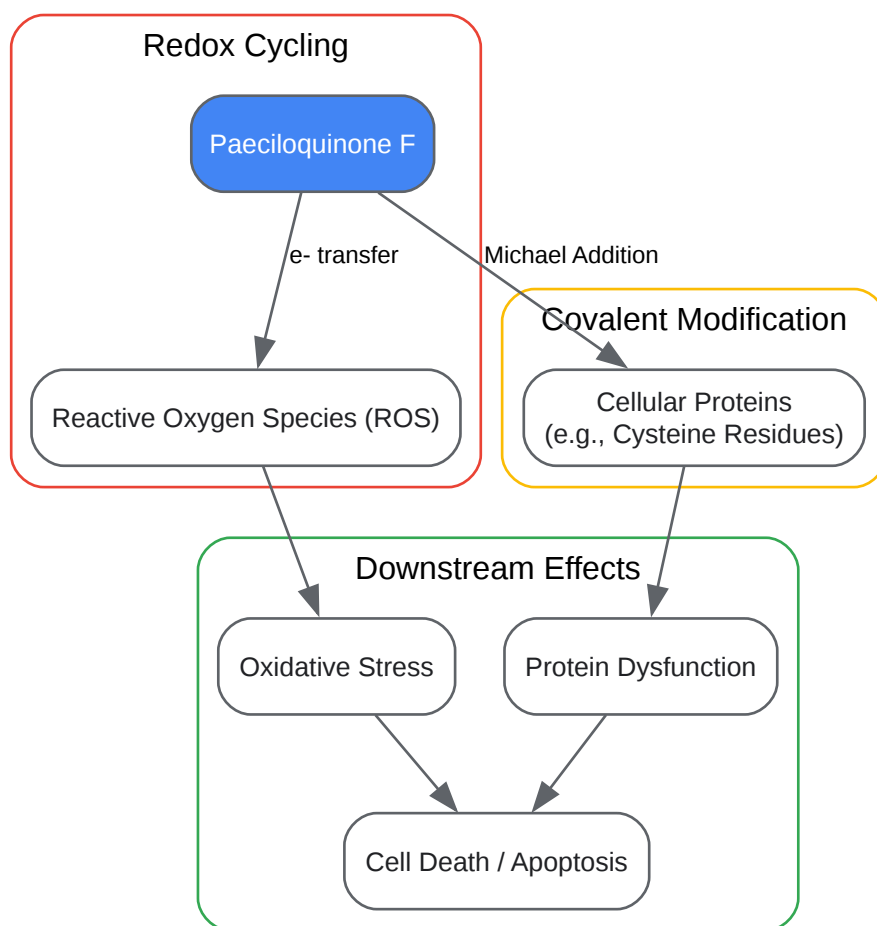 Redox Cycling
Paeciloquinone F
e- transfer
Michael Addition
Covalent Modification
Reactive Oxygen Species (ROS)
Cellular Proteins
(e.g., Cysteine Residues)
Downstream Effects
Oxidative Stress
Protein Dysfunction
Cell Death / Apoptosis